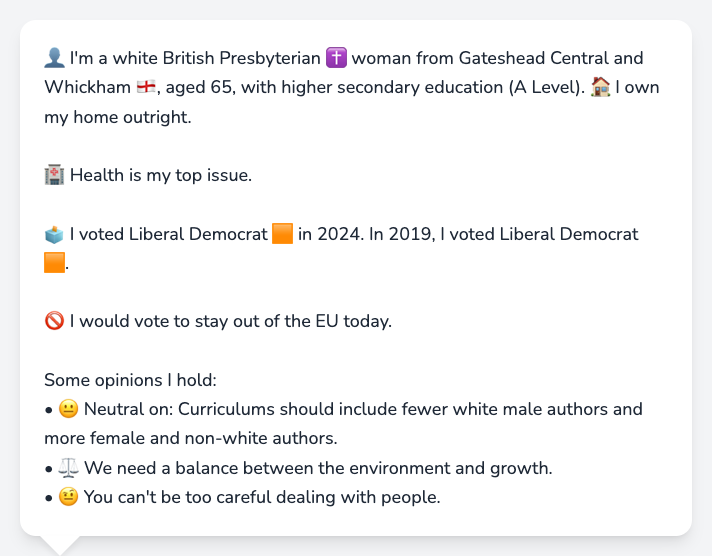 👤 I'm a white British Presbyterian ✝️ woman from Gateshead Central and
Whickham 🏴󠁧󠁢󠁥󠁮󠁧󠁿, aged 65, with higher secondary education (A Level). 🏠 I own
my home outright.
🏥 Health is my top issue.
🗳️ I voted Liberal Democrat 🟧 in 2024. In 2019, I voted Liberal Democrat
🟧.
🚫 I would vote to stay out of the EU today.
Some opinions I hold:
• 😐 Neutral on: Curriculums should include fewer white male authors and
more female and non-white authors.
• ⚖️ We need a balance between the environment and growth.
• 🤨 You can't be too careful dealing with people.